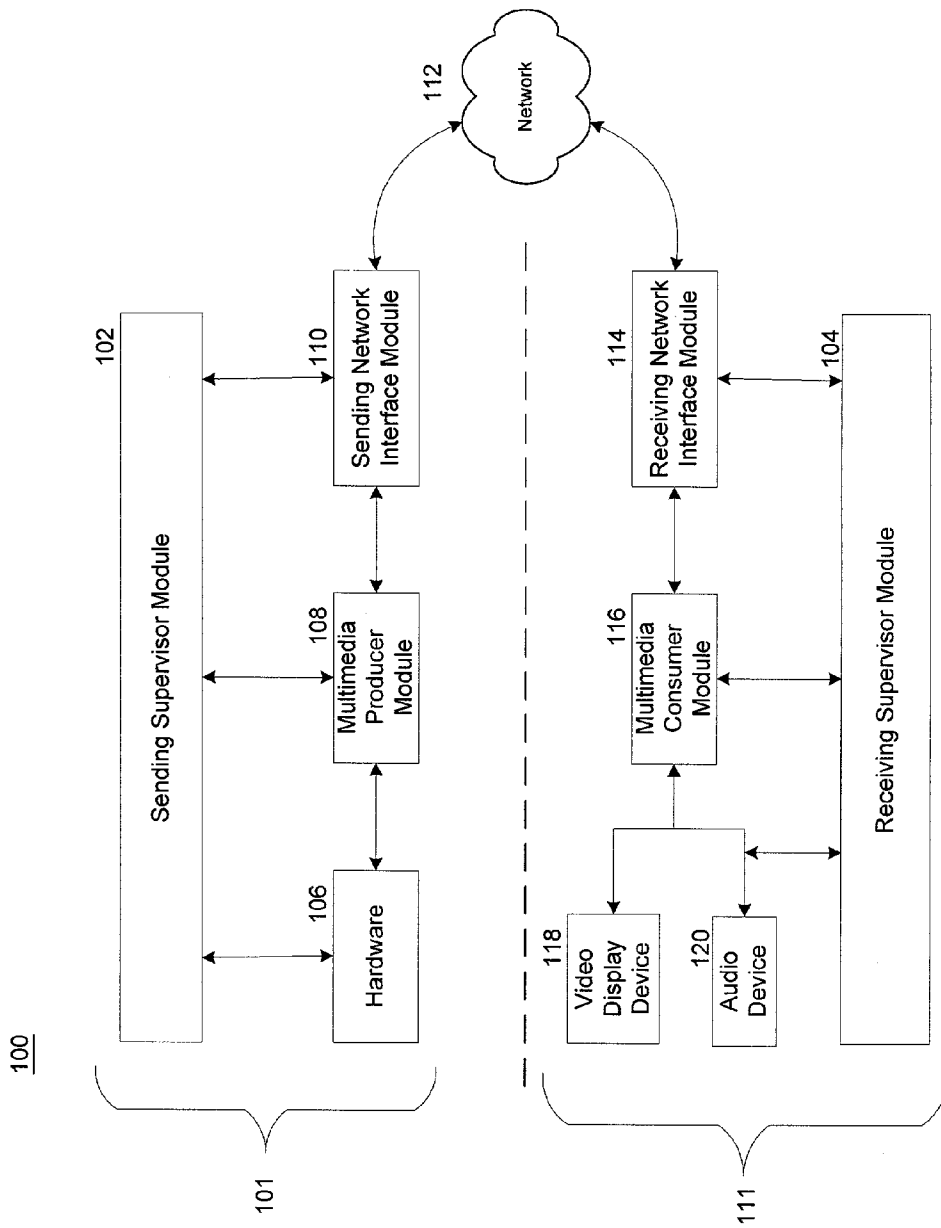 100
101
Sending Supervisor Module
102
Hardware
106
Multimedia
Producer
Module
108
Sending Network
Interface Module
110
Network
112
111
Video
Display
Device
118
Audio
Device
120
Multimedia
Consumer
Module
116
Receiving Network
Interface Module
114
Receiving Supervisor Module
104